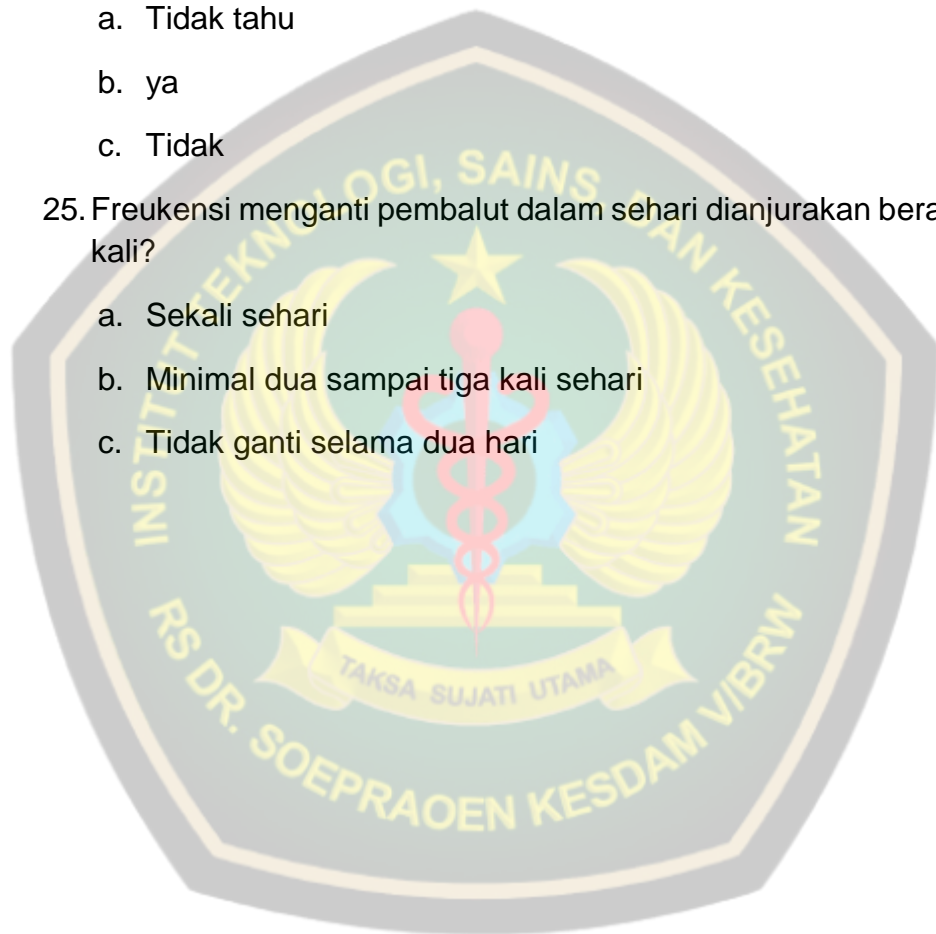 a. Tidak tahu
b. ya
c. Tidak
25. Freukensi menganti pembalut dalam sehari dianjurakan bera
kali?
a. Sekali sehari
b. Minimal dua sampai tiga kali sehari
c. Tidak ganti selama dua hari
INSTITUT TEKNOLOGI, SAINS, DAN KESEHATAN
TAKSA SUJATI UTAMA
RS DR. SOEPRAOEN KESDAM V/BRW